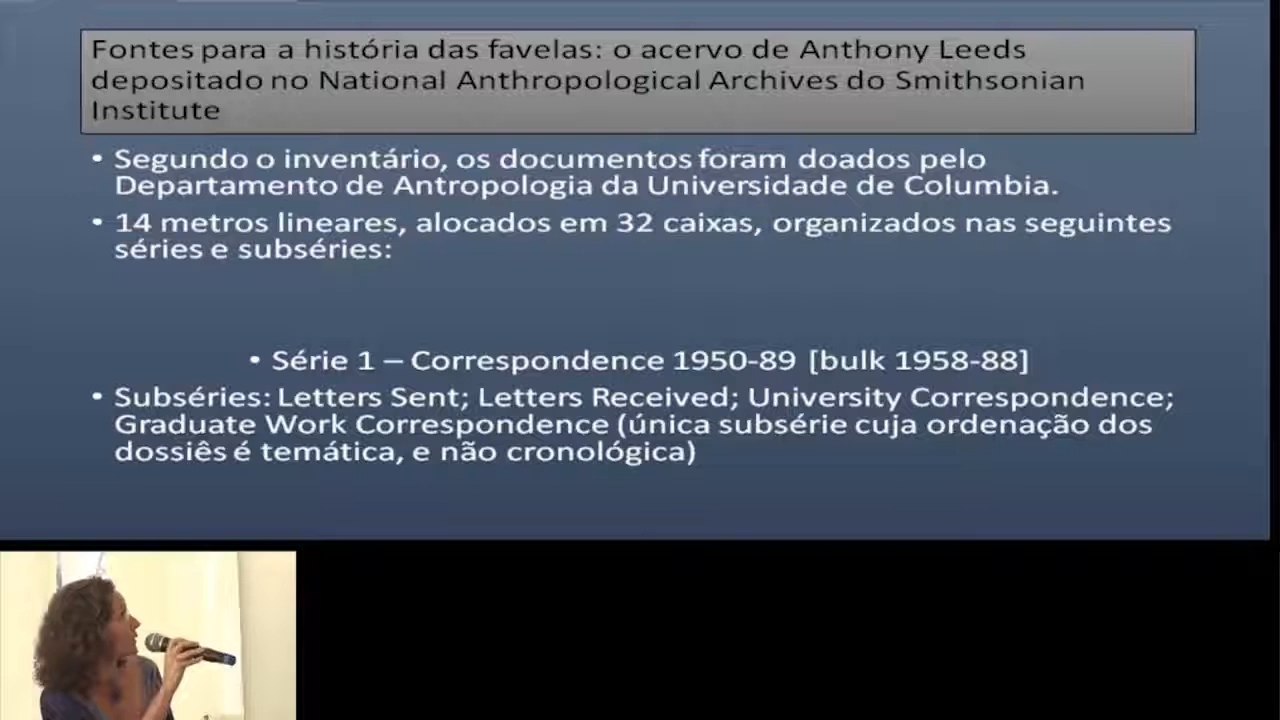 Fontes para a história das favelas: o acervo de Anthony Leeds
depositado no National Anthropological Archives do Smithsonian
Institute
• Segundo o inventário, os documentos foram doados pelo
Departamento de Antropologia da Universidade de Columbia.
• 14 metros lineares, alocados em 32 caixas, organizados nas seguintes
séries e subséries:
• Série 1 – Correspondence 1950-89 [bulk 1958-88]
• Subséries: Letters Sent; Letters Received; University Correspondence;
Graduate Work Correspondence (única subsérie cuja ordenação dos
dossiês é temática, e não cronológica)